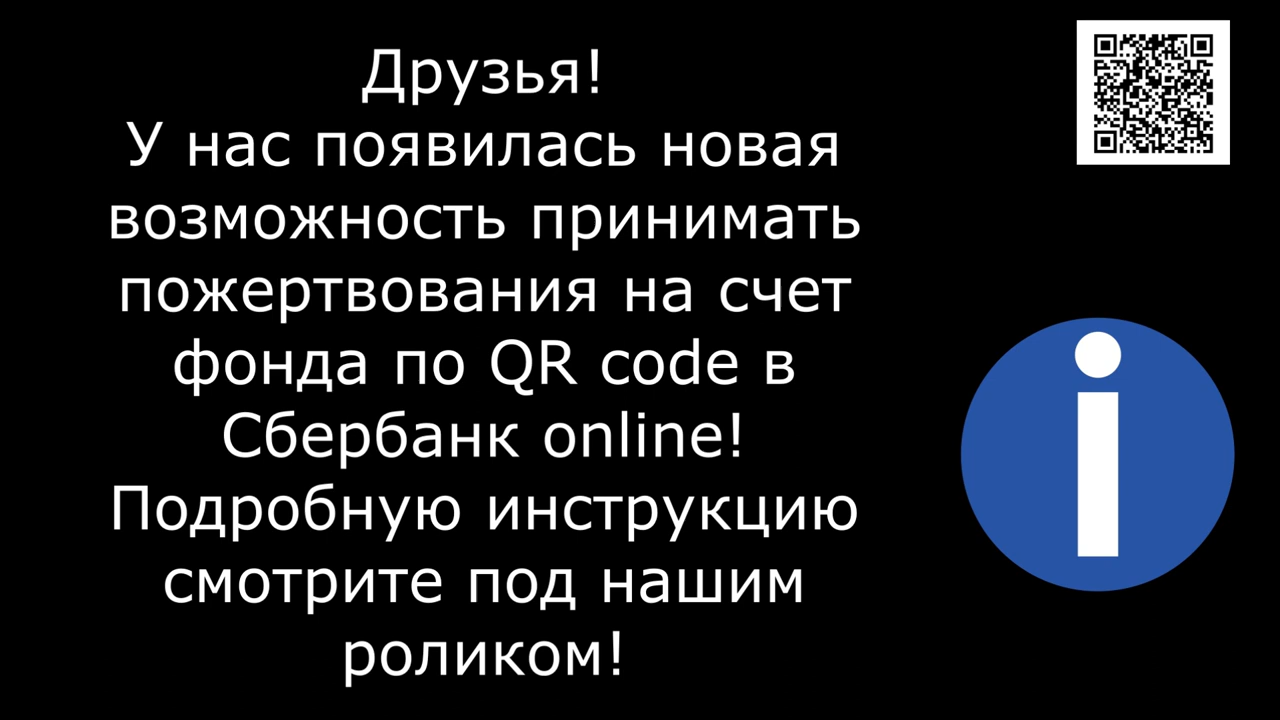 Друзья!
У нас появилась новая
возможность принимать
пожертвования на счет
фонда по QR code в
Сбербанк online!
Подробную инструкцию
смотрите под нашим
роликом!
i